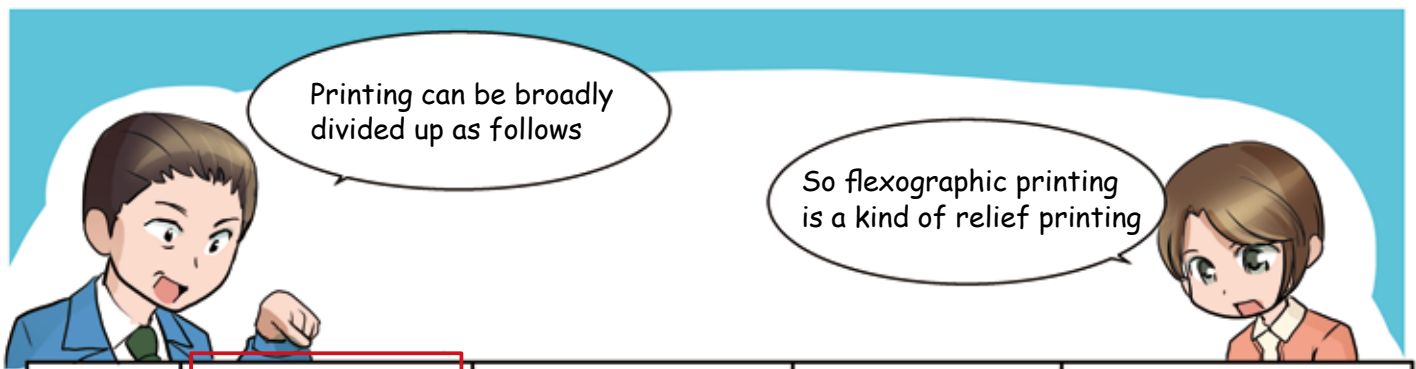 Printing can be broadly
divided up as follows
So flexographic printing
is a kind of relief printing